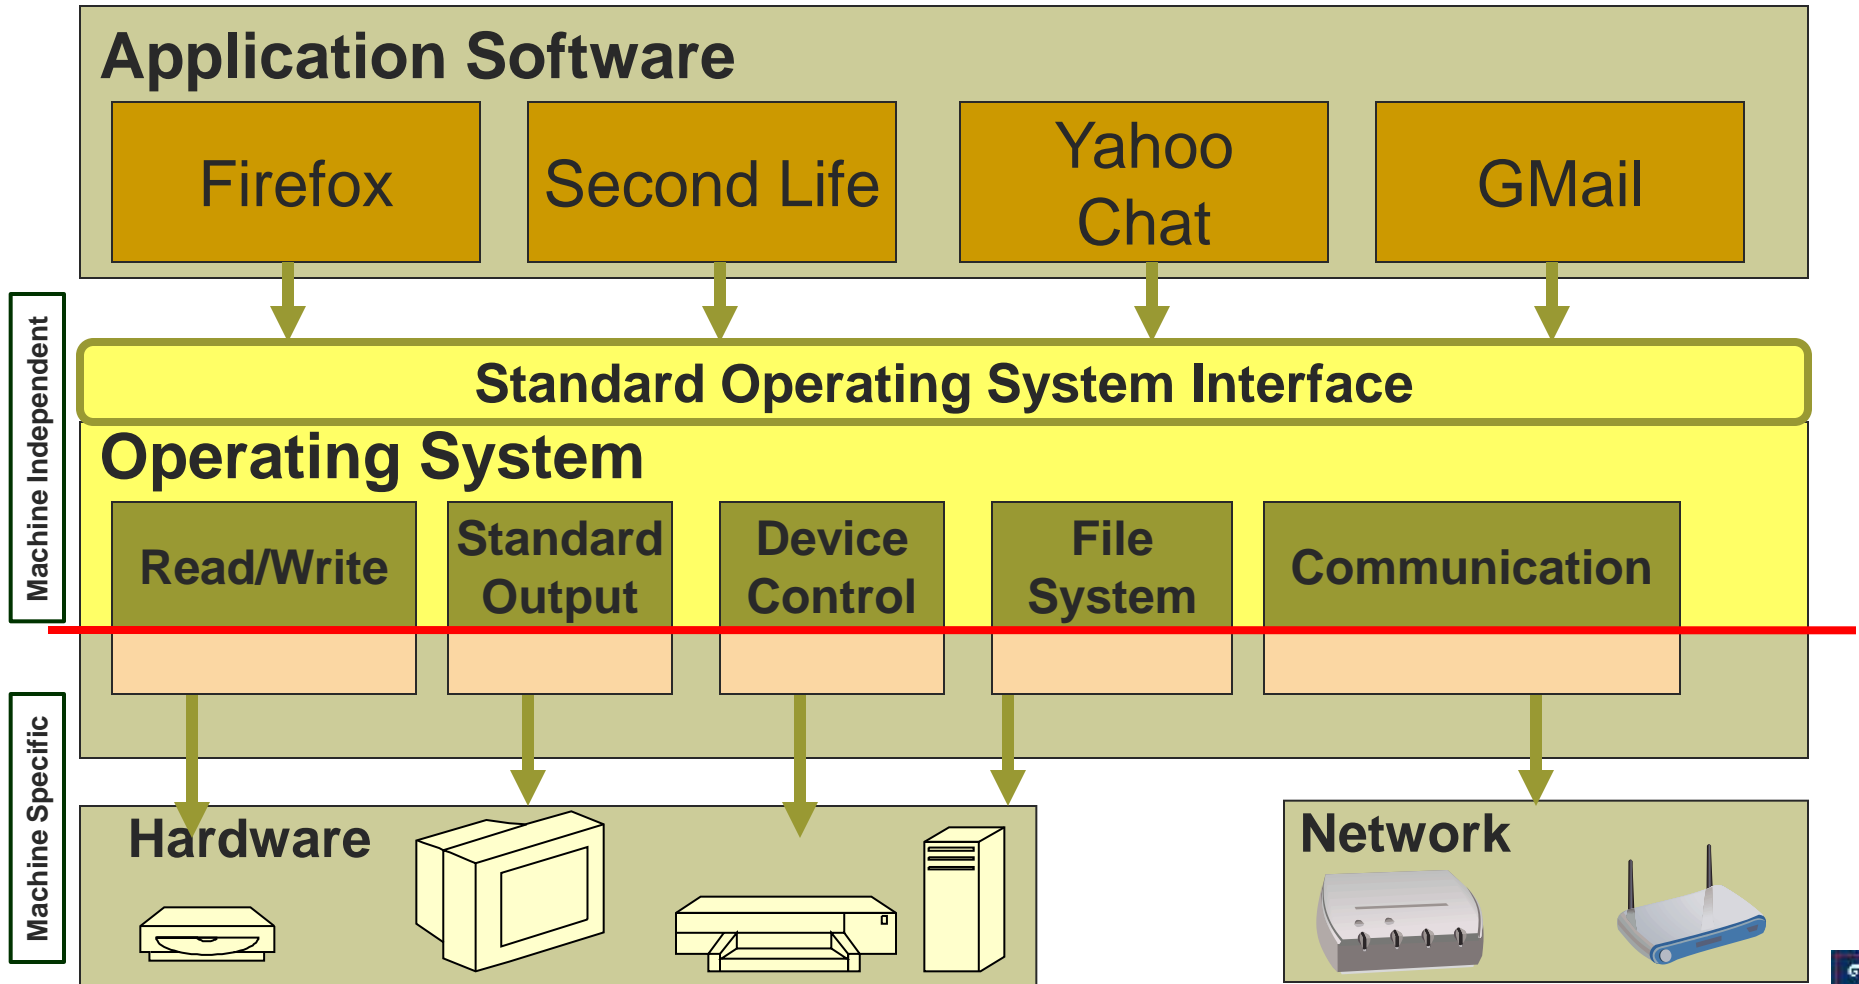 Application Software
Firefox
Second Life
Yahoo
Chat
GMail
Machine Independent
Standard Operating System Interface
Operating System
Read/Write
Standard
Output
Device
Control
File
System
Communication
Machine Specific
Hardware
Network